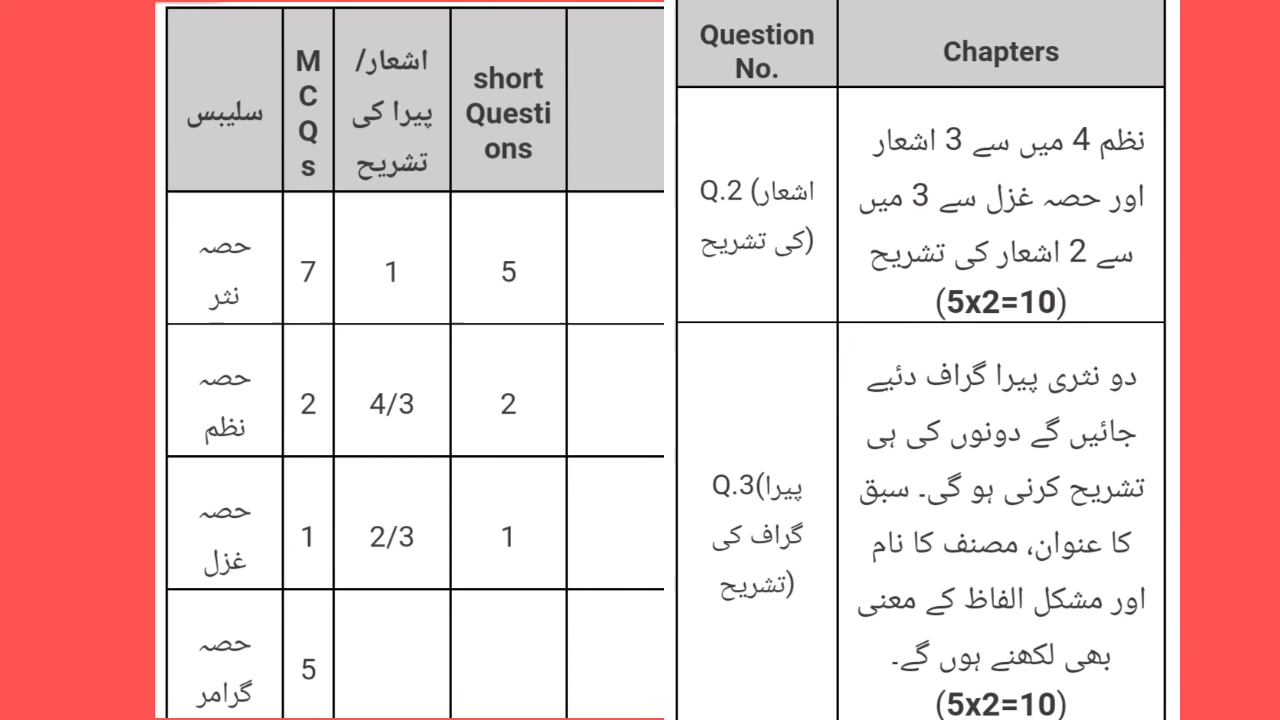 سلیبس
M
C
Q
s
اشعار/
پیرا کی
تشریح
short
Questi
ons
حصہ
نثر
7
1
5
حصہ
نظم
2
4/3
2
حصہ
غزل
1
2/3
1
حصہ
گرامر
5
Question
No.
Chapters
Q.2 (اشعار
کی تشریح)
نظم 4 میں سے 3 اشعار
اور حصہ غزل سے 3 میں
سے 2 اشعار کی تشریح
(5x2=10)
Q.3(پیرا
گراف کی
تشریح)
دو نثری پیرا گراف دئیے
جائیں گے دونوں کی ہی
تشریح کرنی ہو گی۔ سبق
کا عنوان، مصنف کا نام
اور مشکل الفاظ کے معنی
بھی لکھنے ہوں گے۔
(5x2=10)